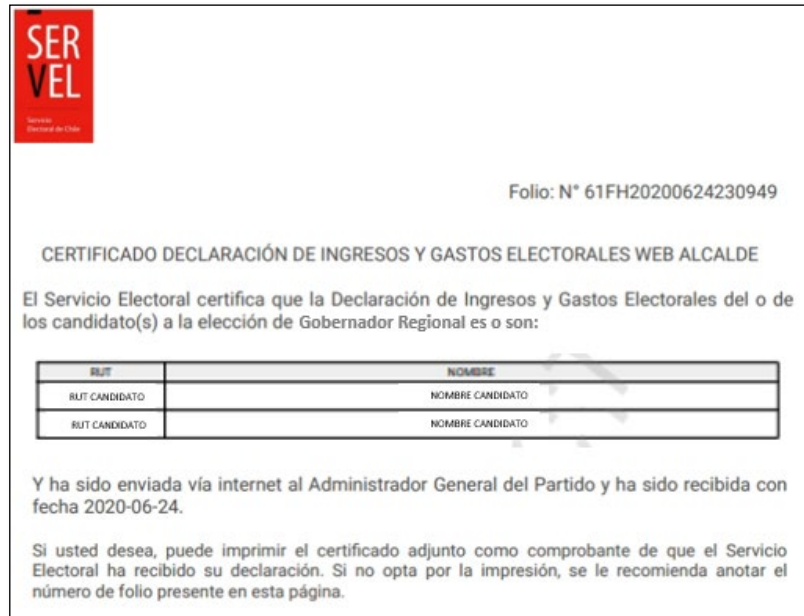 SER
VEL
Servicio
Electoral de Chile
Folio: N° 61FH20200624230949
CERTIFICADO DECLARACIÓN DE INGRESOS Y GASTOS ELECTORALES WEB ALCALDE
El Servicio Electoral certifica que la Declaración de Ingresos y Gastos Electorales del o de
los candidato(s) a la elección de Gobernador Regional es o son:
RUT NOMBRE
RUT CANDIDATO NOMBRE CANDIDATO
RUT CANDIDATO NOMBRE CANDIDATO
Y ha sido enviada vía internet al Administrador General del Partido y ha sido recibida con
fecha 2020-06-24.
Si usted desea, puede imprimir el certificado adjunto como comprobante de que el Servicio
Electoral ha recibido su declaración. Si no opta por la impresión, se le recomienda anotar el
número de folio presente en esta página.